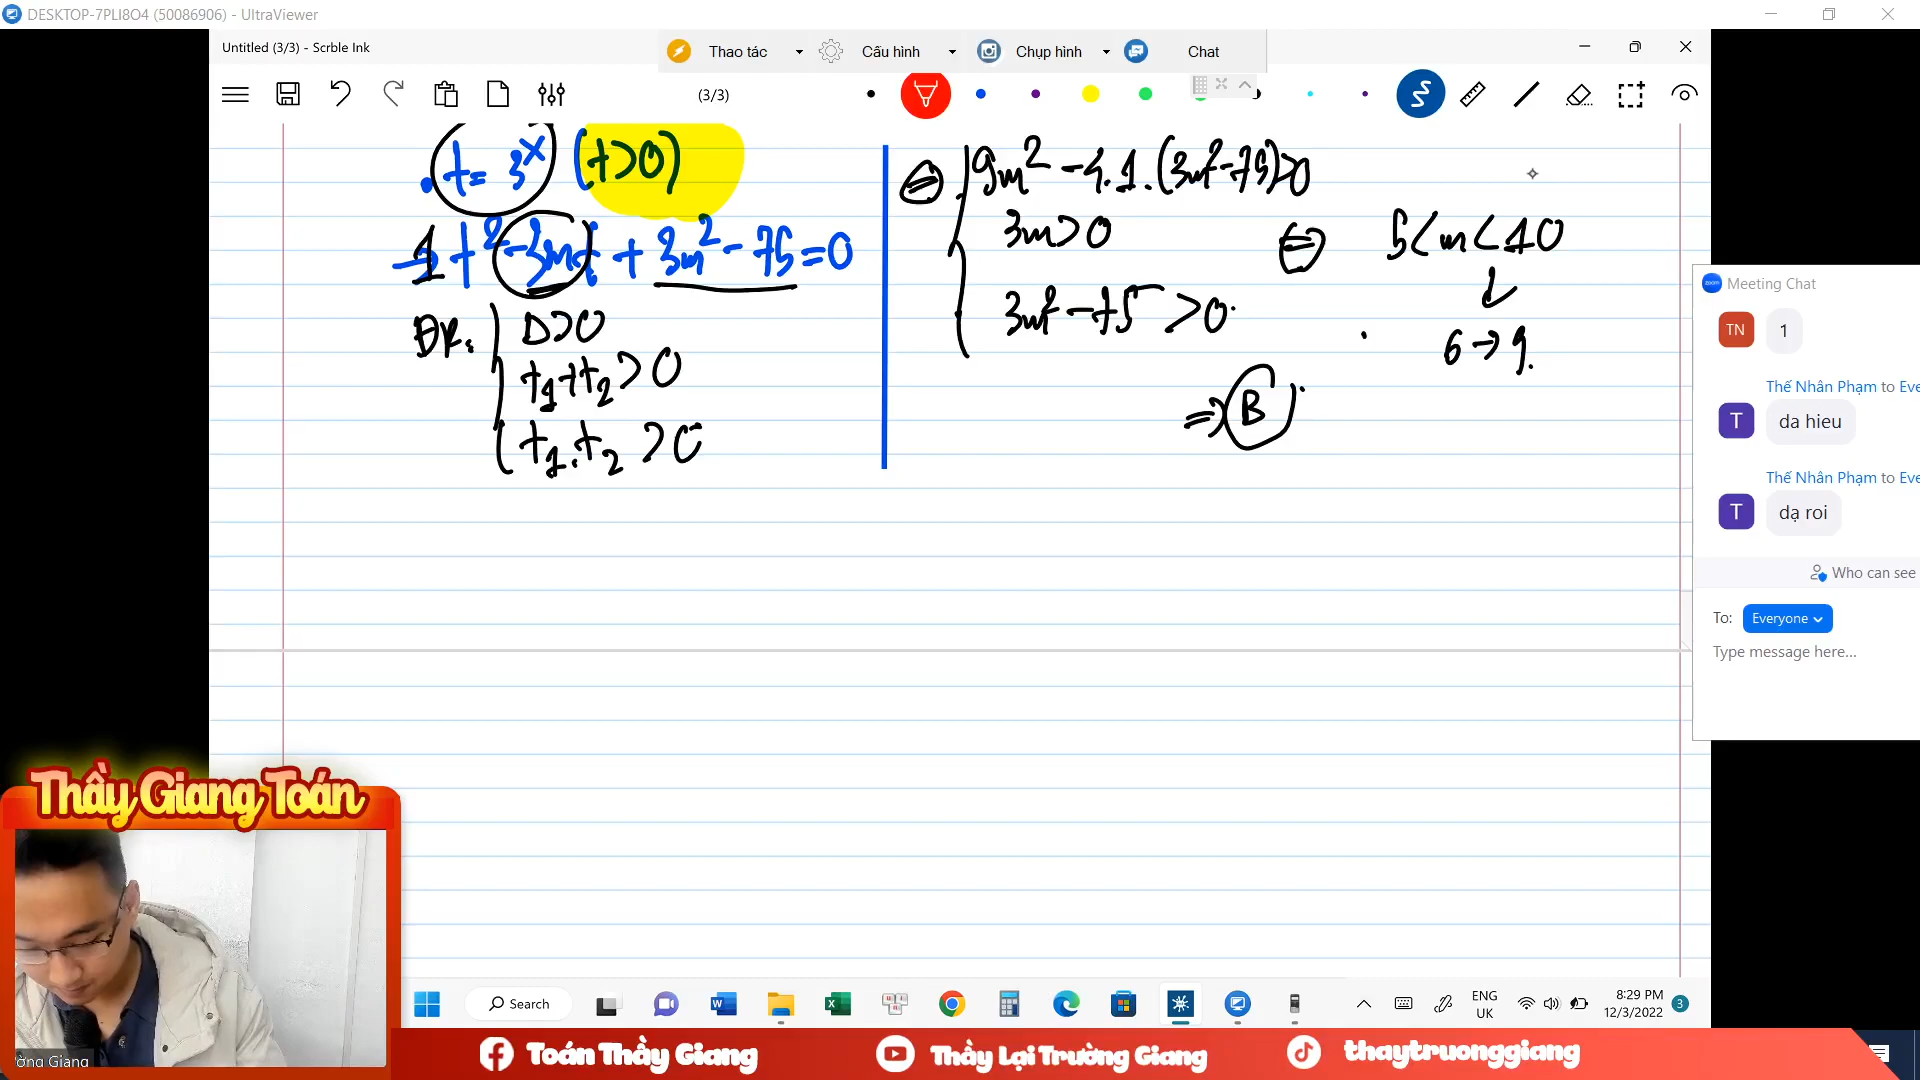 DESKTOP-7PLI8O4 (50086906) - UltraViewer
Untitled (3/3) - Scrble Ink
Thao tác
Cấu hình
Chụp hình
Chat
(3/3)
t = 3^x (t>0)
1 t² - 3mt + 3m² - 75 = 0
ĐK:
Δ>0
t₁+t₂>0
t₁.t₂>0
⇔ 9m² - 4.1.(3m²-75)>0
3m>0
3m² - 75 > 0
⇔ 5<m<10
6 → 9.
⇒ B
Meeting Chat
TN
1
Thế Nhân Phạm to Eve
T
da hieu
Thế Nhân Phạm to Eve
T
dạ roi
Who can see
To: Everyone
Type message here...
Thầy Giang Toán
ờng Giang
Search
ENG
UK
8:29 PM
12/3/2022
3
Toán Thầy Giang
Thầy Lại Trường Giang
thaytruonggiang